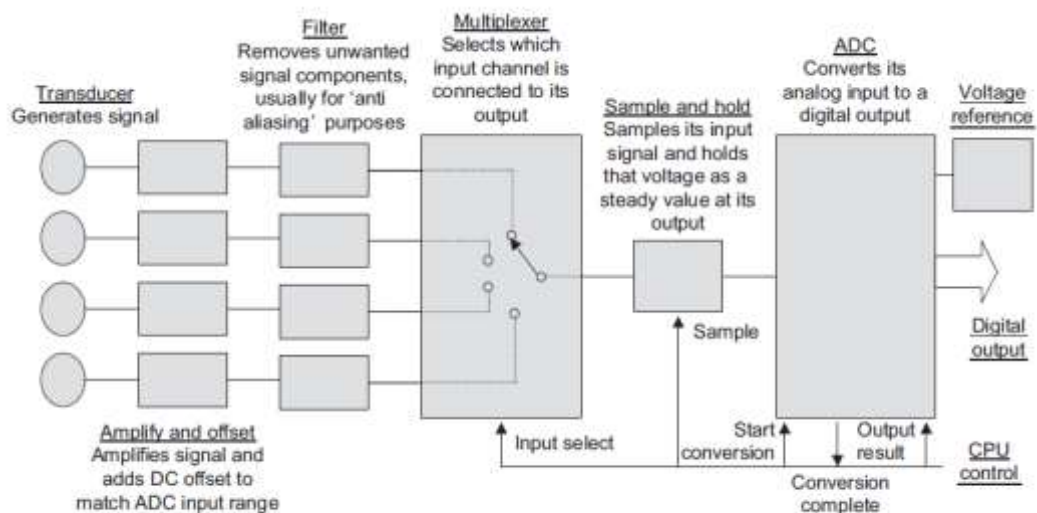 Transducer
Generates signal
Filter
Removes unwanted
signal components,
usually for ‘anti
aliasing’ purposes
Multiplexer
Selects which
input channel is
connected to its
output
Sample and hold
Samples its input
signal and holds
that voltage as a
steady value at its
output
ADC
Converts its
analog input to a
digital output
Voltage
reference
Sample
Digital
output
Amplify and offset
Amplifies signal and
adds DC offset to
match ADC input range
Input select
Start
conversion
Output
result
CPU
control
Conversion
complete